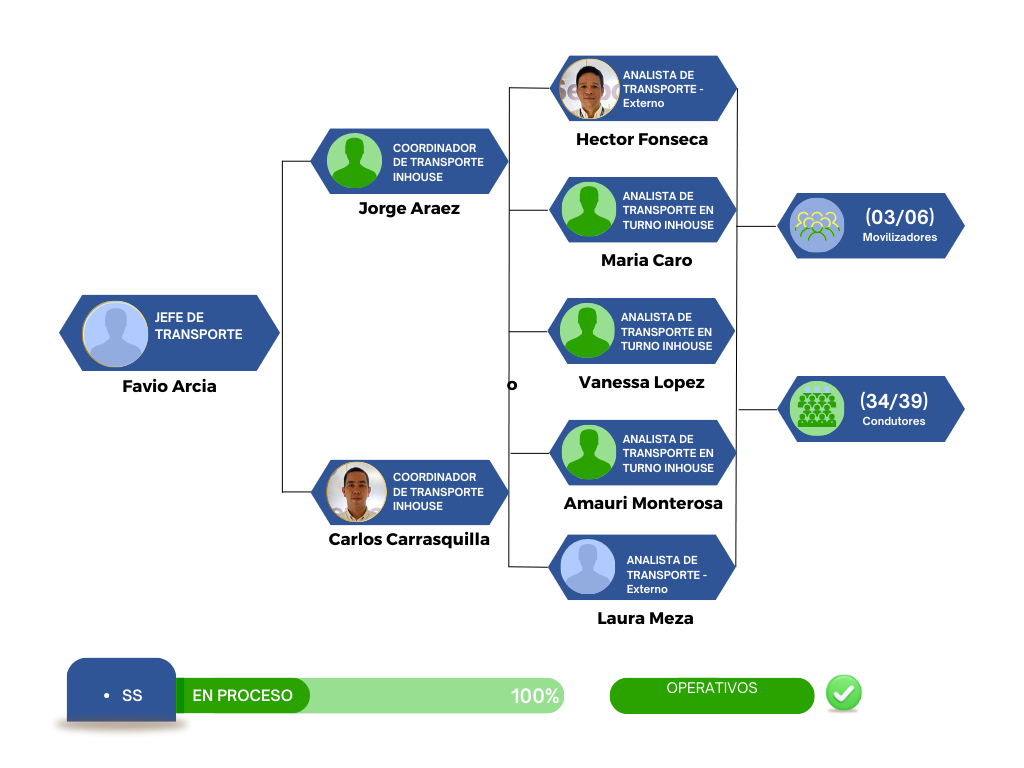 ANALISTA DE
TRANSPORTE -
Externo
Hector Fonseca
COORDINADOR
DE TRANSPORTE
INHOUSE
Jorge Araez
ANALISTA DE
TRANSPORTE EN
TURNO INHOUSE
Maria Caro
(03/06)
Movilizadores
JEFE DE
TRANSPORTE
Favio Arcia
ANALISTA DE
TRANSPORTE EN
TURNO INHOUSE
Vanessa Lopez
o
(34/39)
Condutores
ANALISTA DE
TRANSPORTE EN
TURNO INHOUSE
Amauri Monterosa
COORDINADOR
DE TRANSPORTE
INHOUSE
Carlos Carrasquilla
ANALISTA DE
TRANSPORTE -
Externo
Laura Meza
• SS
EN PROCESO
100%
OPERATIVOS